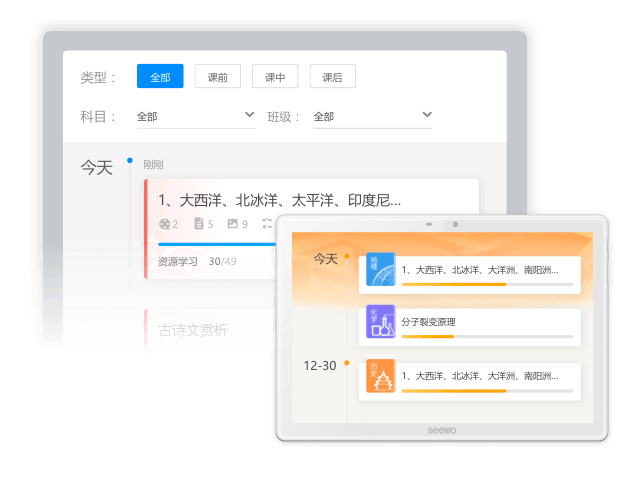 类型： 全部 课前 课中 课后
科目： 全部 班级： 全部
今天 刚刚
1、大西洋、北冰洋、太平洋、印度尼...
2 5 9
资源学习 30/49
古诗文赏析
今天
地理 1、大西洋、北冰洋、大洋洲、南阳洲...
化学 分子裂变原理
12-30
历史 1、大西洋、北冰洋、大洋洲、南阳洲...
seewo